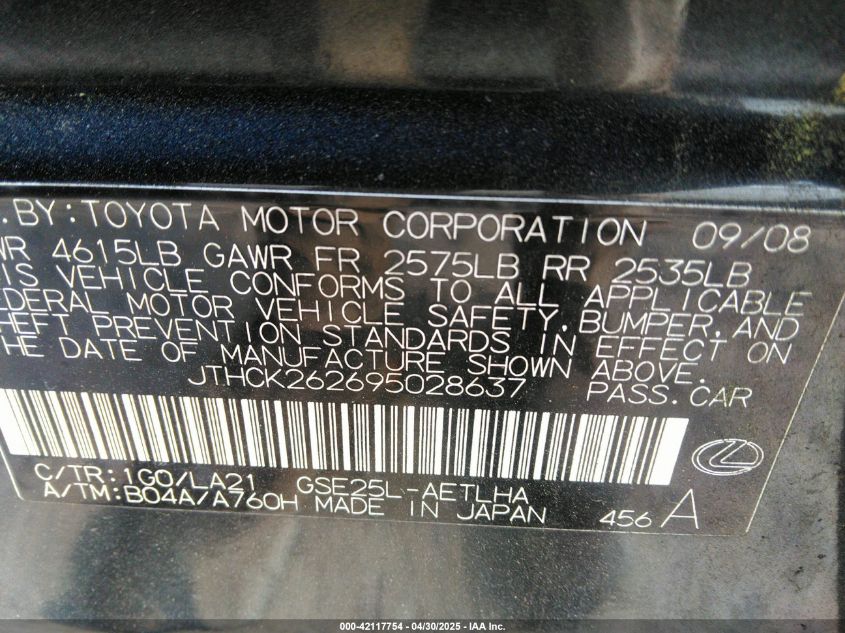 .BY:TOYOTA MOTOR CORPORATION 09/08
WR 4615LB GAWR FR 2575LB RR 2535LB
IS VEHICLE CONFORMS TO ALL APPLICABLE
EDERAL MOTOR VEHICLE SAFETY, BUMPER, AND
HEFT PREVENTION STANDARDS IN EFFECT ON
HE DATE OF MANUFACTURE SHOWN ABOVE.
JTHCK262695028637 PASS.CAR
C/TR:1G0/LA21 GSE25L-AETLHA
A/TM:B04A/A760H MADE IN JAPAN 456 A
000-42117754 - 04/30/2025 - IAA Inc.